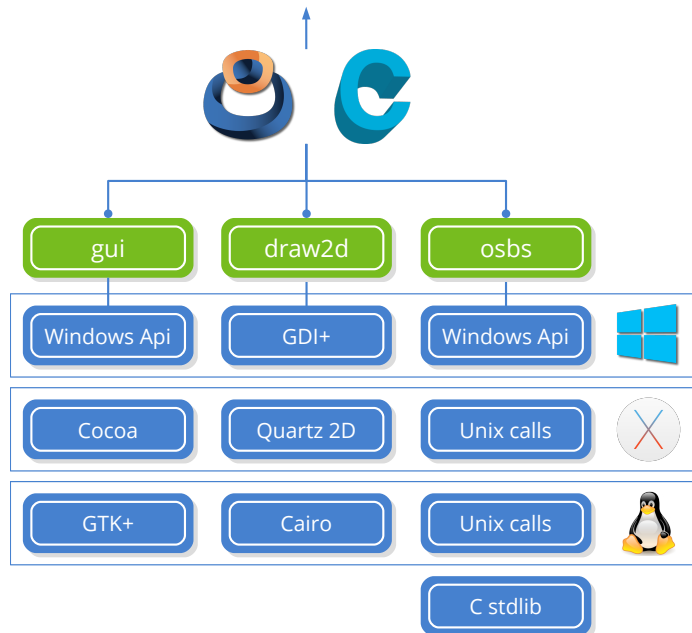 gui
draw2d
osbs
Windows Api
GDI+
Windows Api
Cocoa
Quartz 2D
Unix calls
GTK+
Cairo
Unix calls
C stdlib